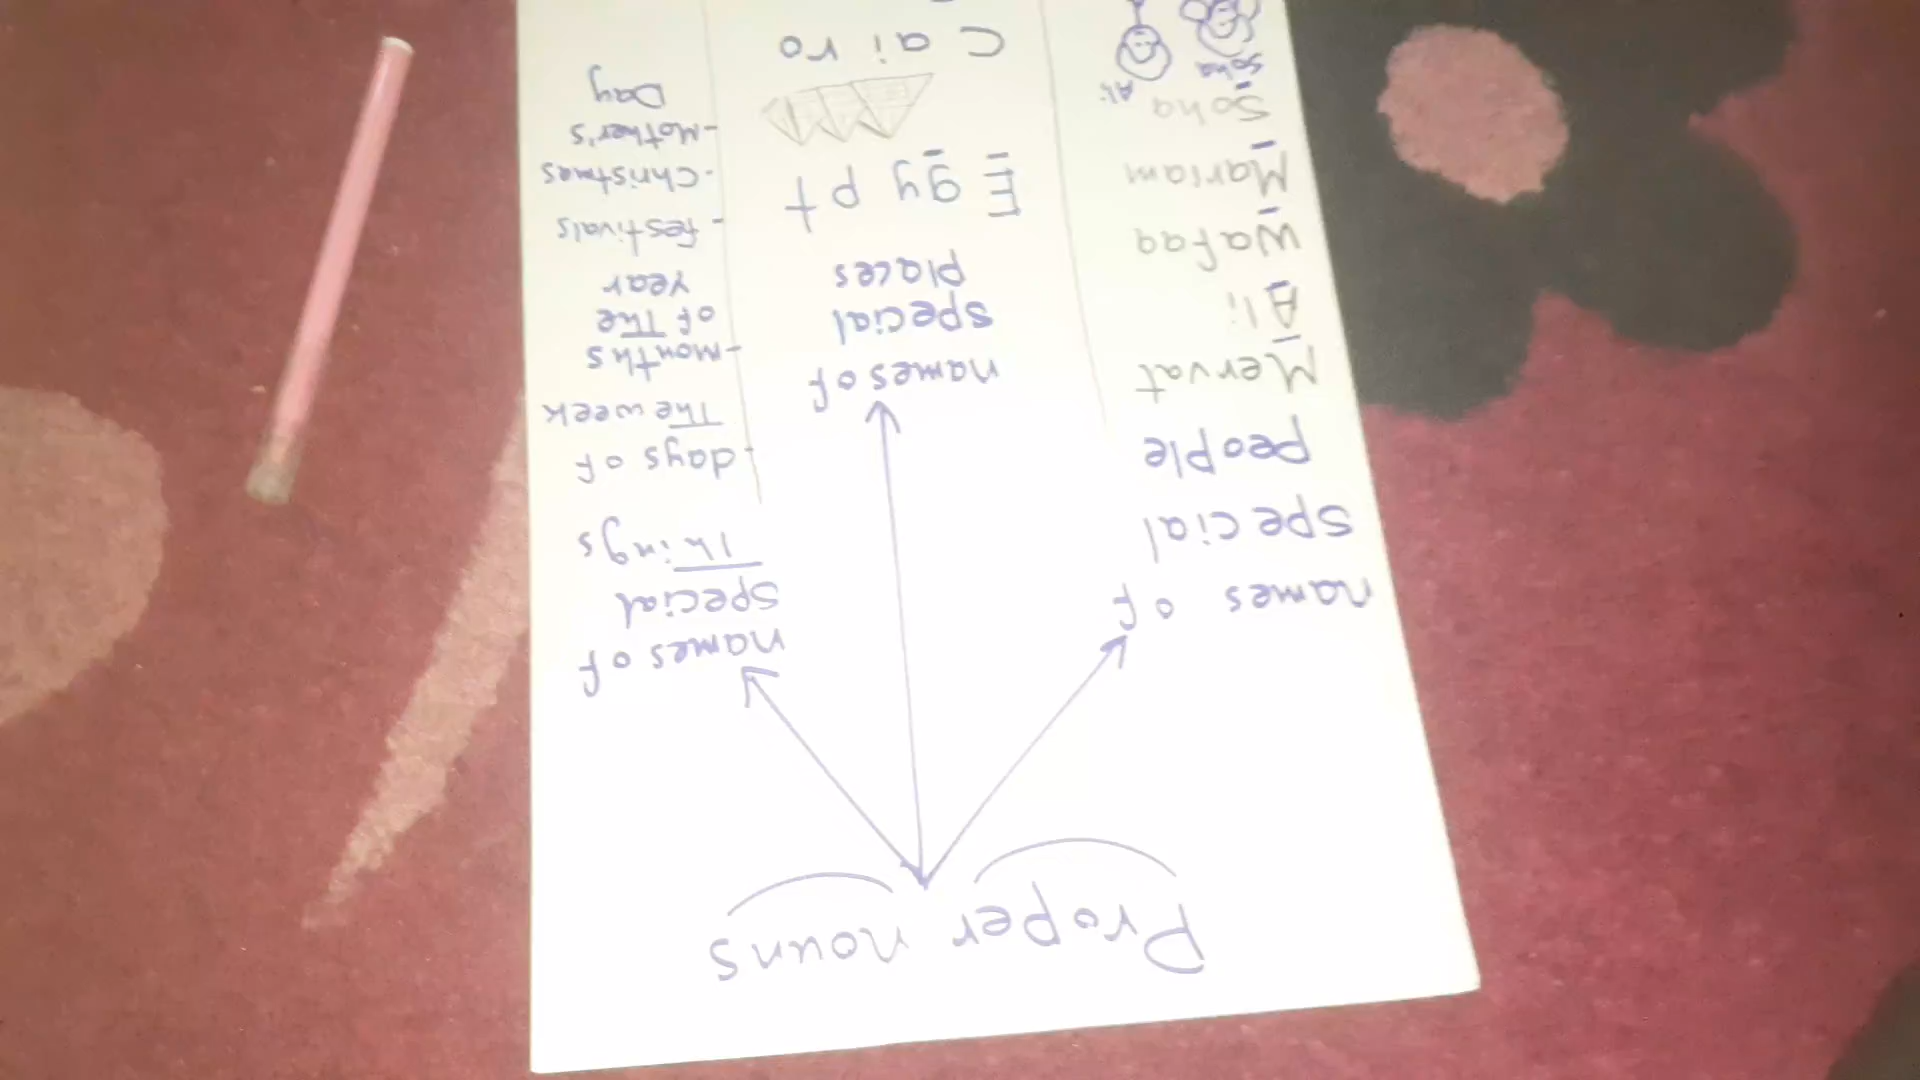 Proper nouns
names of
special
people
Mervat
Ali
Wafaa
Mariam
Soha
Ali
Soha
names of
special
places
Egypt
Cairo
names of
special
Things
- days of
The week
- Months
of The
year
- festivals
- Christmas
- Mother's
Day